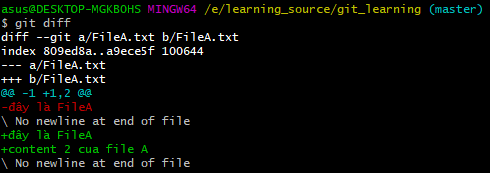 asus@DESKTOP-MGKBOHS MINGW64 /e/learning_source/git_learning (master)
$ git diff
diff --git a/FileA.txt b/FileA.txt
index 809ed8a..a9ece5f 100644
--- a/FileA.txt
+++ b/FileA.txt
@@ -1 +1,2 @@
-đây là FileA
\ No newline at end of file
+đây là FileA
+content 2 cua file A
\ No newline at end of file